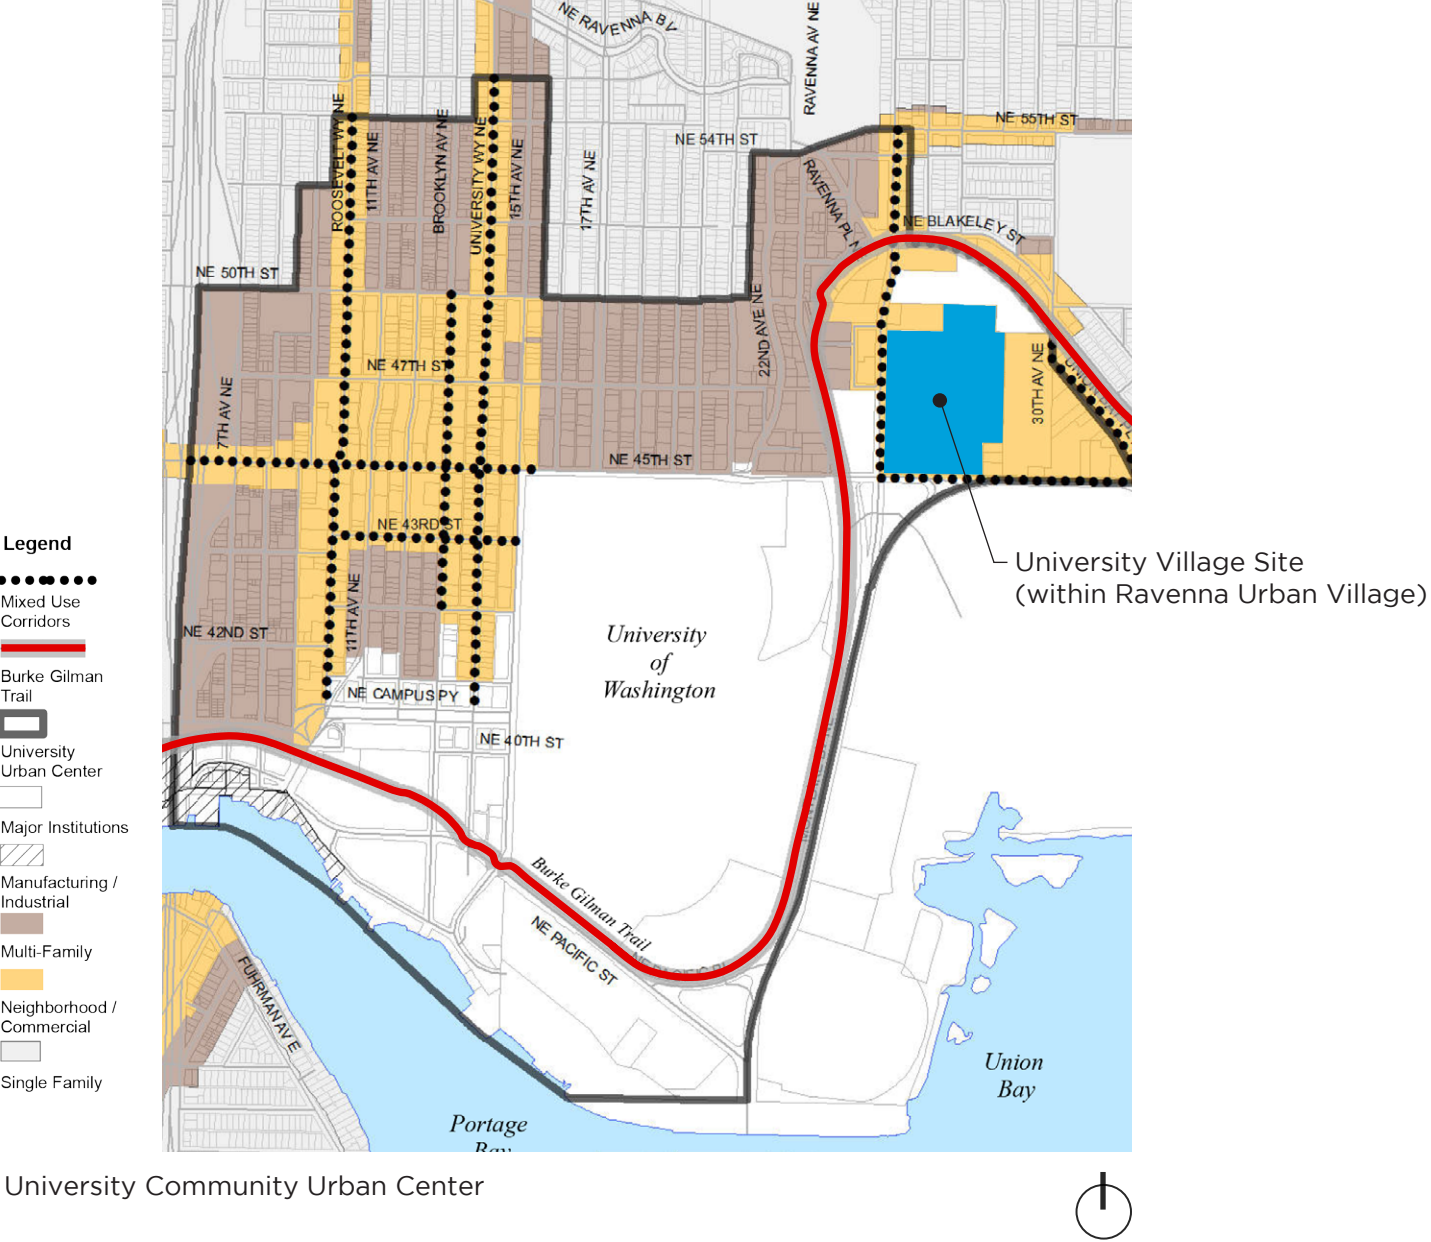 NE RAVENNA BV
RAVENNA AV NE
ROOSEVELT WY NE
11TH AV NE
BROOKLYN AV NE
UNIVERSITY WY NE
15TH AV NE
17TH AV NE
NE 54TH ST
NE 55TH ST
RAVENNA PL N
NE BLAKELEY ST
NE 50TH ST
22ND AVE NE
NE 47TH ST
30TH AV NE
7TH AV NE
NE 45TH ST
NE 43RD ST
11TH AV NE
NE 42ND ST
NE CAMPUS PY
NE 40TH ST
University
of
Washington
University Village Site
(within Ravenna Urban Village)
Burke Gilman Trail
NE PACIFIC ST
FUHRMAN AV E
Union
Bay
Portage
Bay
Legend
Mixed Use
Corridors
Burke Gilman
Trail
University
Urban Center
Major Institutions
Manufacturing /
Industrial
Multi-Family
Neighborhood /
Commercial
Single Family
University Community Urban Center